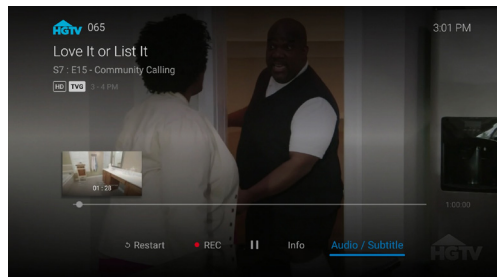 HGTV 065
3:01 PM
Love It or List It
S7 : E15 - Community Calling
HD TVG 3 - 4 PM
01:28
1:00:00
Restart REC Info Audio / Subtitle
HGTV